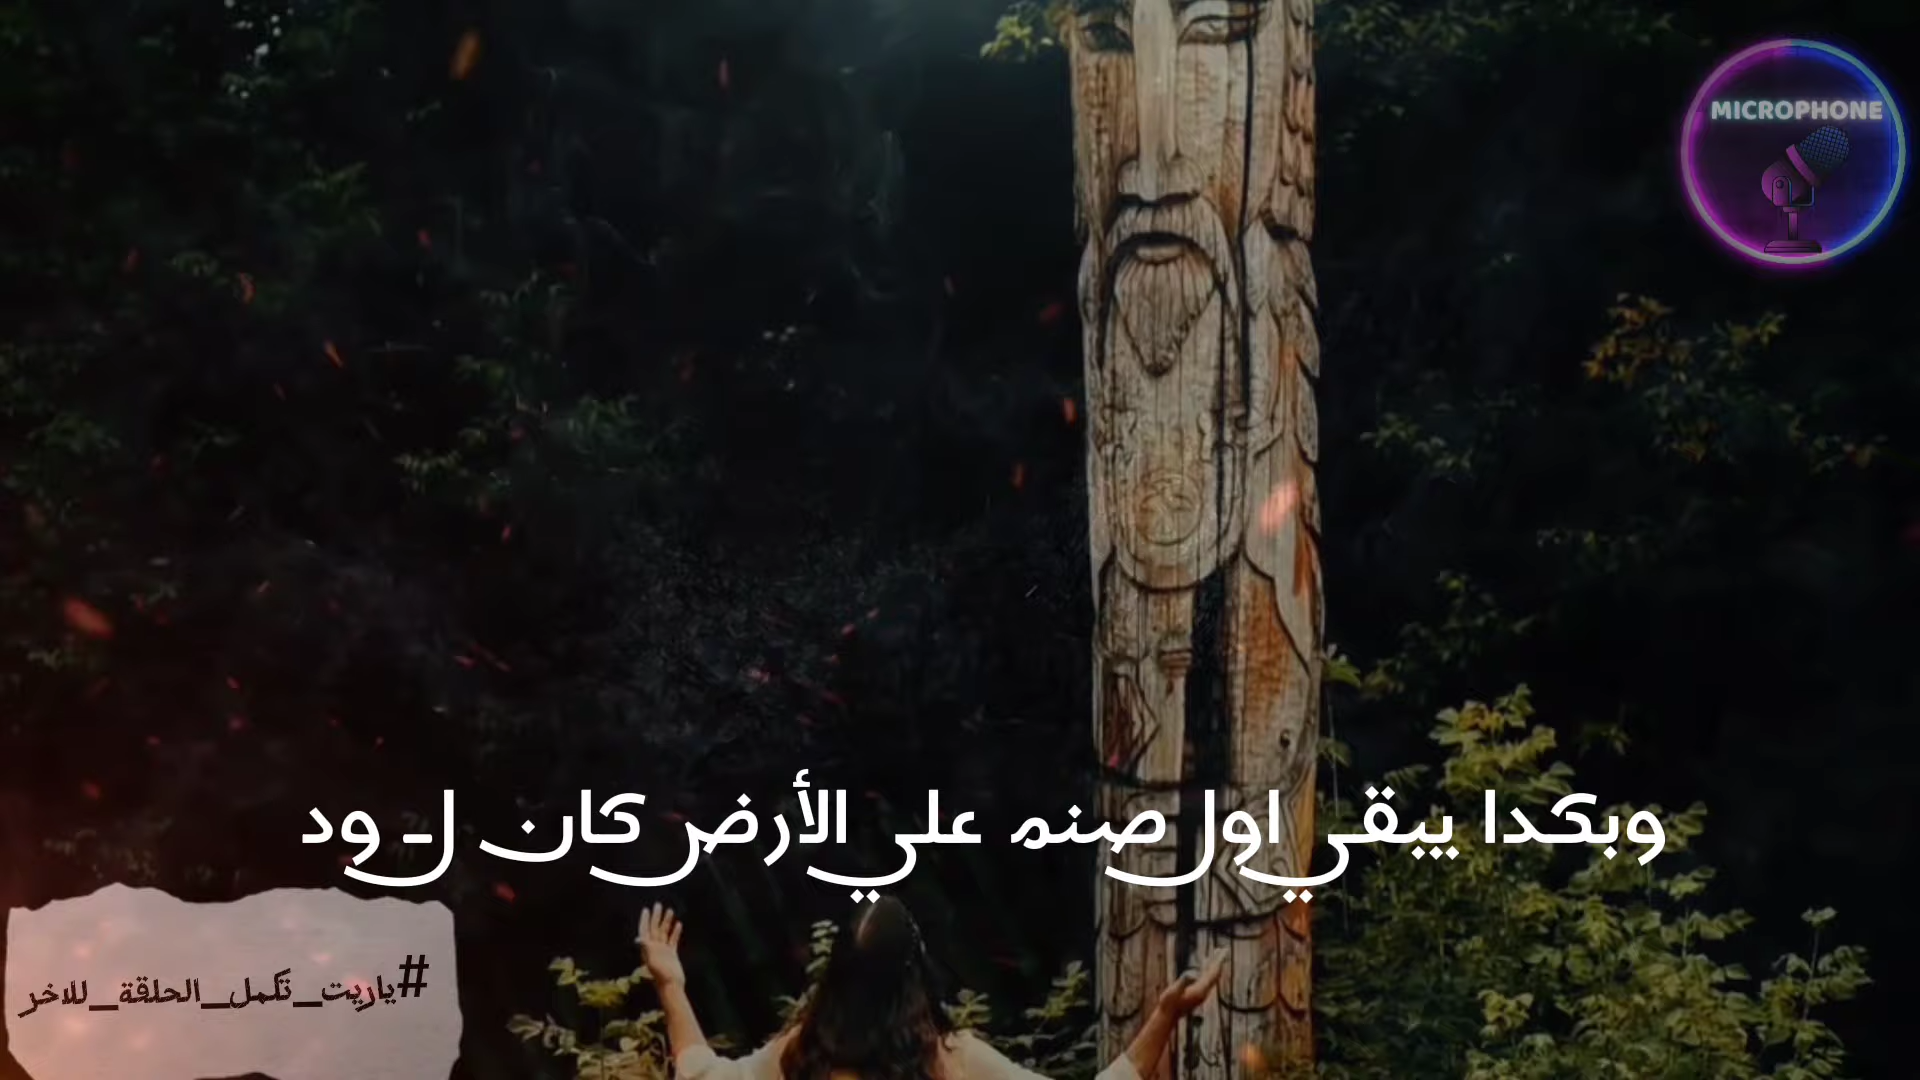 MICROPHONE
وبكدا يبقي اول صنم علي الأرض كان لـ ود
#ياريت_تكمل_الحلقة_للاخر